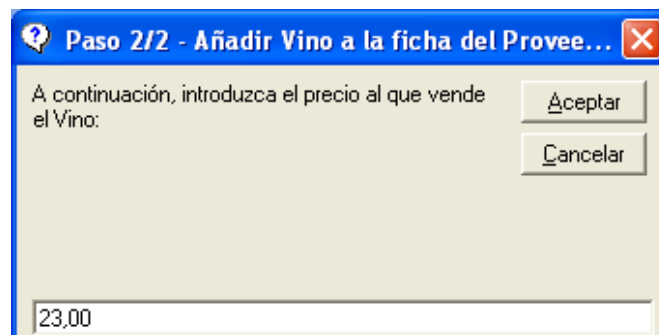 Paso 2/2 - Añadir Vino a la ficha del Provee...
A continuación, introduzca el precio al que vende
el Vino:
Aceptar
Cancelar
23,00